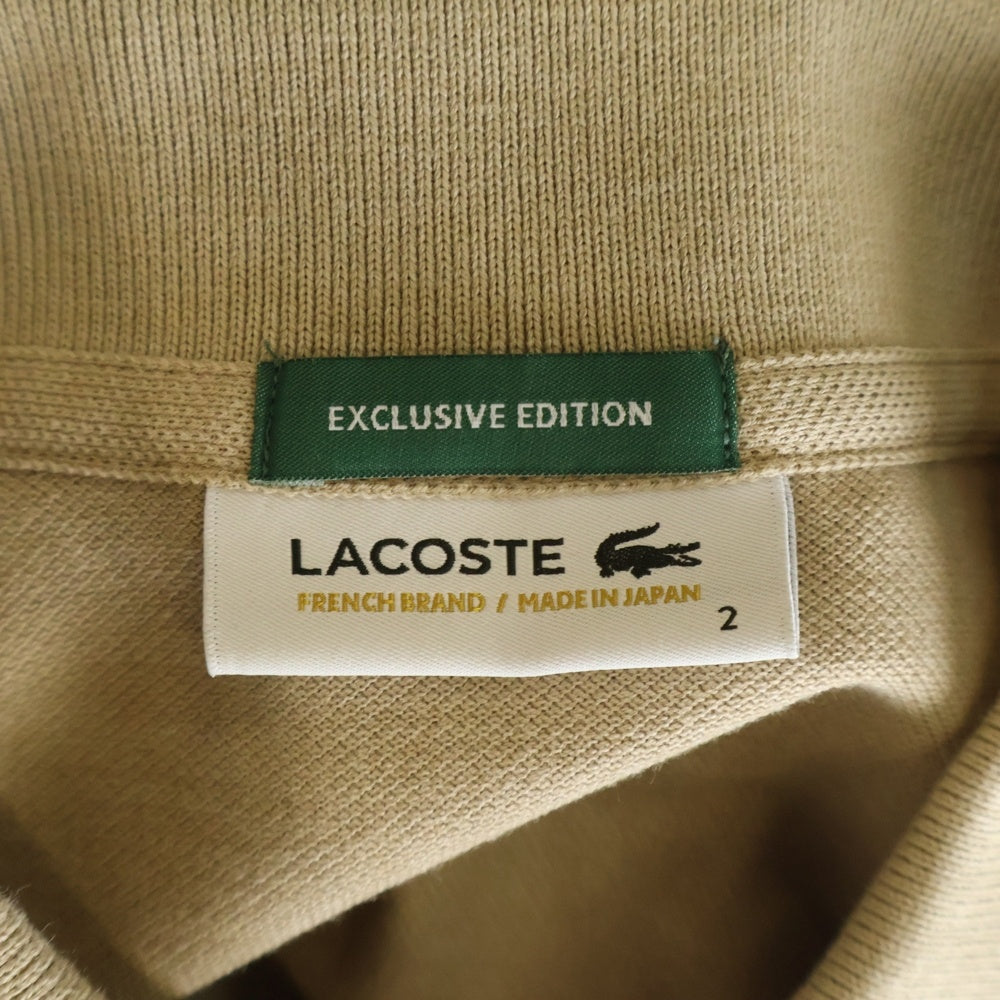 EXCLUSIVE EDITION
LACOSTE
FRENCH BRAND / MADE IN JAPAN
2